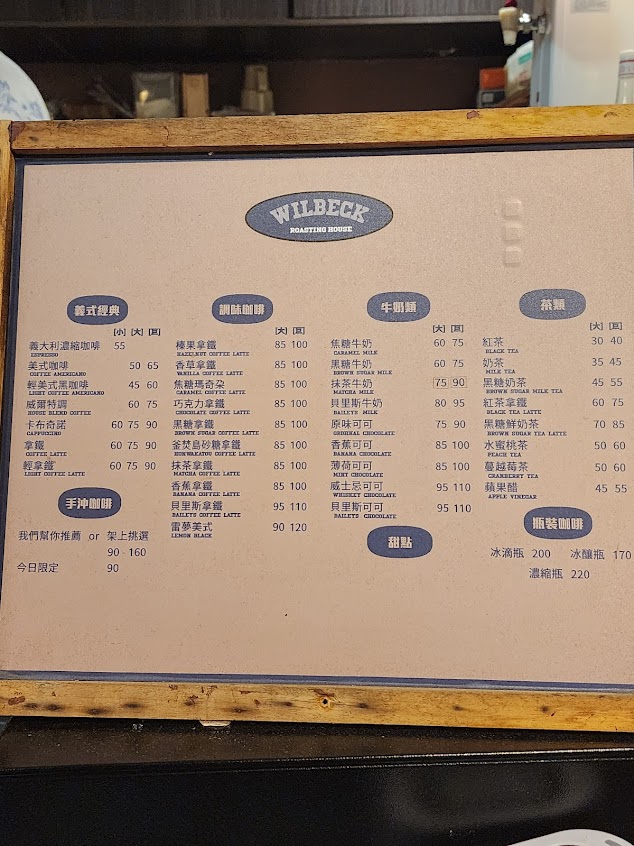 WILBECK
ROASTING HOUSE
義式經典
[小] [大] [巨]
義大利濃縮咖啡 55
ESPRESSO
美式咖啡 50 65
COFFEE AMERICANO
輕美式黑咖啡 45 60
LIGHT COFFEE AMERICANO
威爾特調 60 75
HOUSE BLEND COFFEE
卡布奇諾 60 75 90
CAPPUCCINO
拿鐵 60 75 90
COFFEE LATTE
輕拿鐵 60 75 90
LIGHT COFFEE LATTE
手沖咖啡
我們幫你推薦 or 架上挑選
90 - 160
今日限定 90
調味咖啡
[大] [巨]
榛果拿鐵 85 100
HAZELNUT COFFEE LATTE
香草拿鐵 85 100
VANILLA COFFEE LATTE
焦糖瑪奇朵 85 100
CARAMEL COFFEE LATTE
巧克力拿鐵 85 100
CHOCOLATE COFFEE LATTE
黑糖拿鐵 85 100
BROWN SUGAR COFFEE LATTE
釜焚島砂糖拿鐵 85 100
HONWAKATOU COFFEE LATTE
抹茶拿鐵 85 100
MATCHA COFFEE LATTE
香蕉拿鐵 85 100
BANANA COFFEE LATTE
貝里斯拿鐵 95 110
BAILEYS COFFEE LATTE
雷夢美式 90 120
LEMON BLACK
牛奶類
[大] [巨]
焦糖牛奶 60 75
CARAMEL MILK
黑糖牛奶 60 75
BROWN SUGAR MILK
抹茶牛奶 75 90
MATCHA MILK
貝里斯牛奶 80 95
BAILEYS MILK
原味可可 75 90
ORIGINAL CHOCOLATE
香蕉可可 85 100
BANANA CHOCOLATE
薄荷可可 85 100
MINT CHOCOLATE
威士忌可可 95 110
WHISKEY CHOCOLATE
貝里斯可可 95 110
BAILEYS CHOCOLATE
甜點
茶類
[大] [巨]
紅茶 30 40
BLACK TEA
奶茶 35 45
MILK TEA
黑糖奶茶 45 55
BROWN SUGAR MILK TEA
紅茶拿鐵 60 75
BLACK TEA LATTE
黑糖鮮奶茶 70 85
BROWN SUGAR TEA LATTE
水蜜桃茶 50 60
PEACH TEA
蔓越莓茶 50 60
CRANBERRY TEA
蘋果醋 45 55
APPLE VINEGAR
瓶裝咖啡
冰滴瓶 200 冰釀瓶 170
濃縮瓶 220